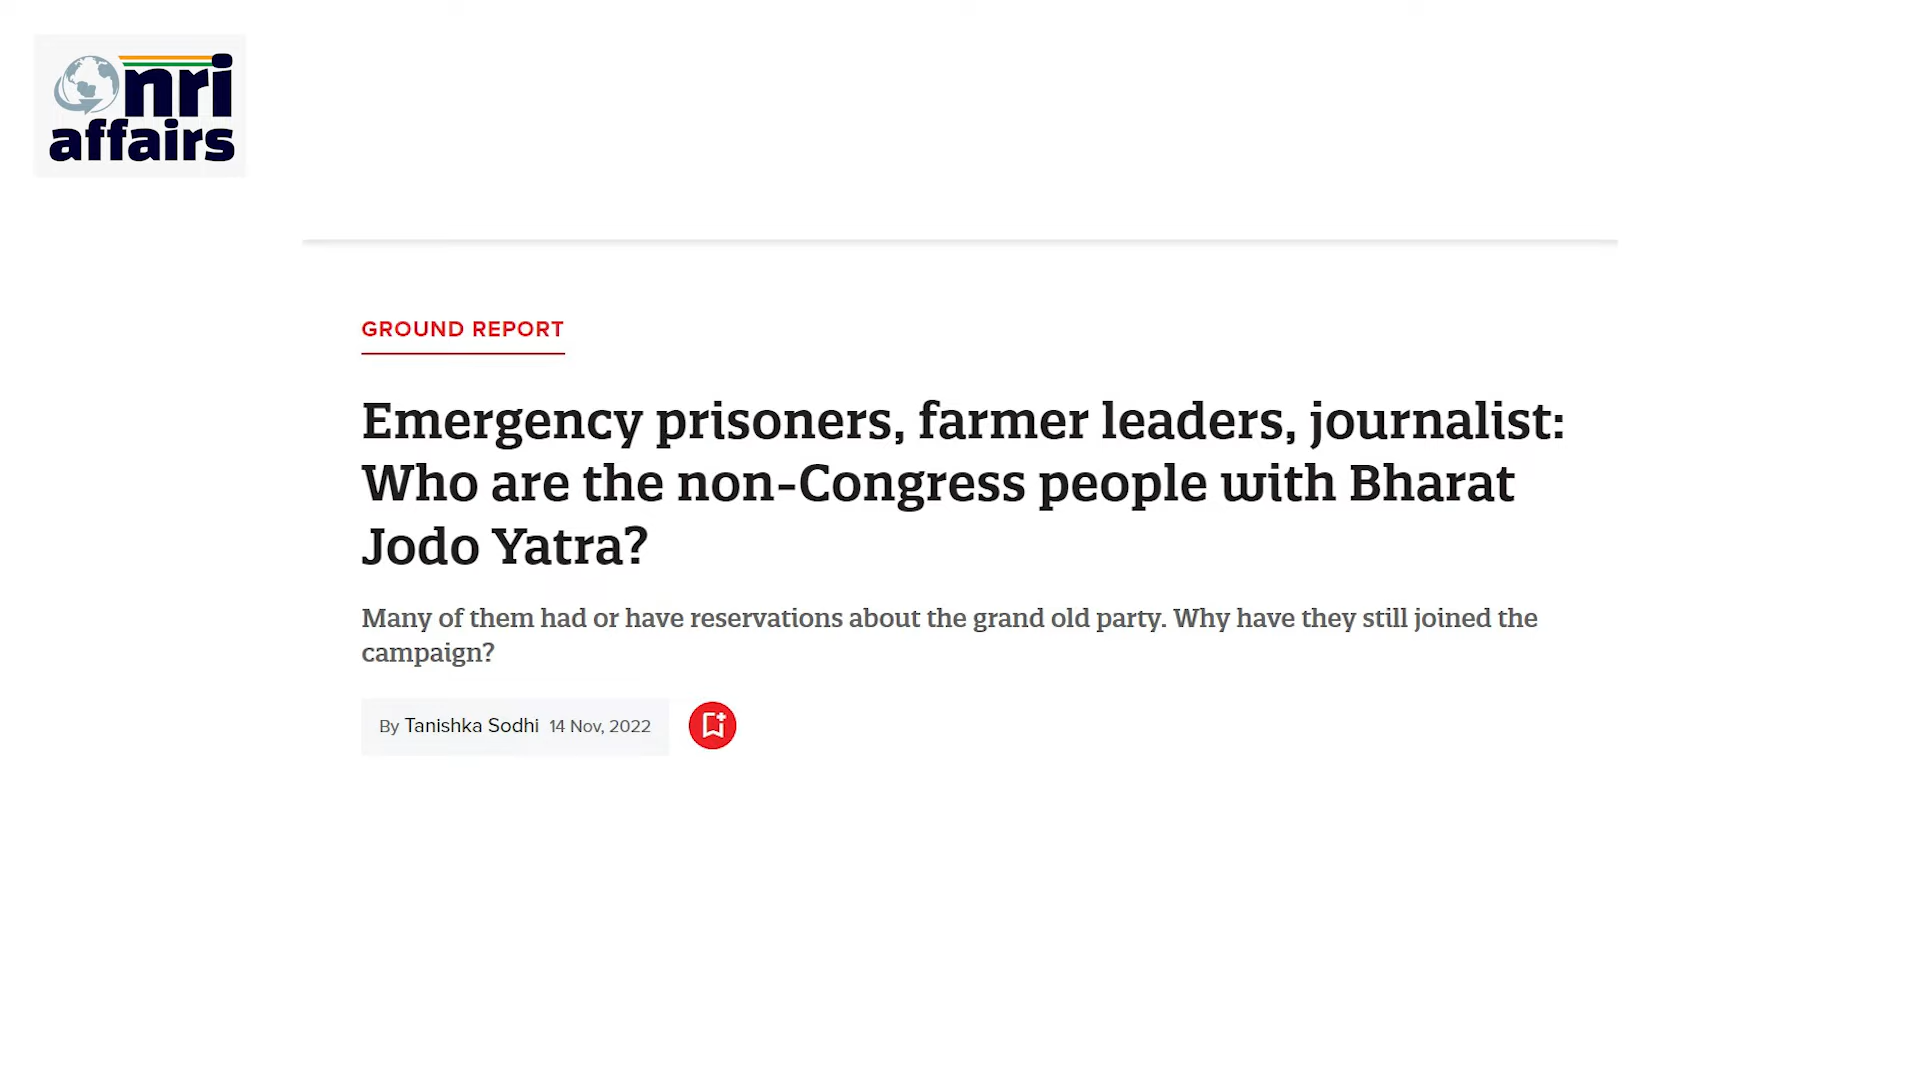 nri
affairs
GROUND REPORT
Emergency prisoners, farmer leaders, journalist:
Who are the non-Congress people with Bharat
Jodo Yatra?
Many of them had or have reservations about the grand old party. Why have they still joined the
campaign?
By Tanishka Sodhi 14 Nov, 2022